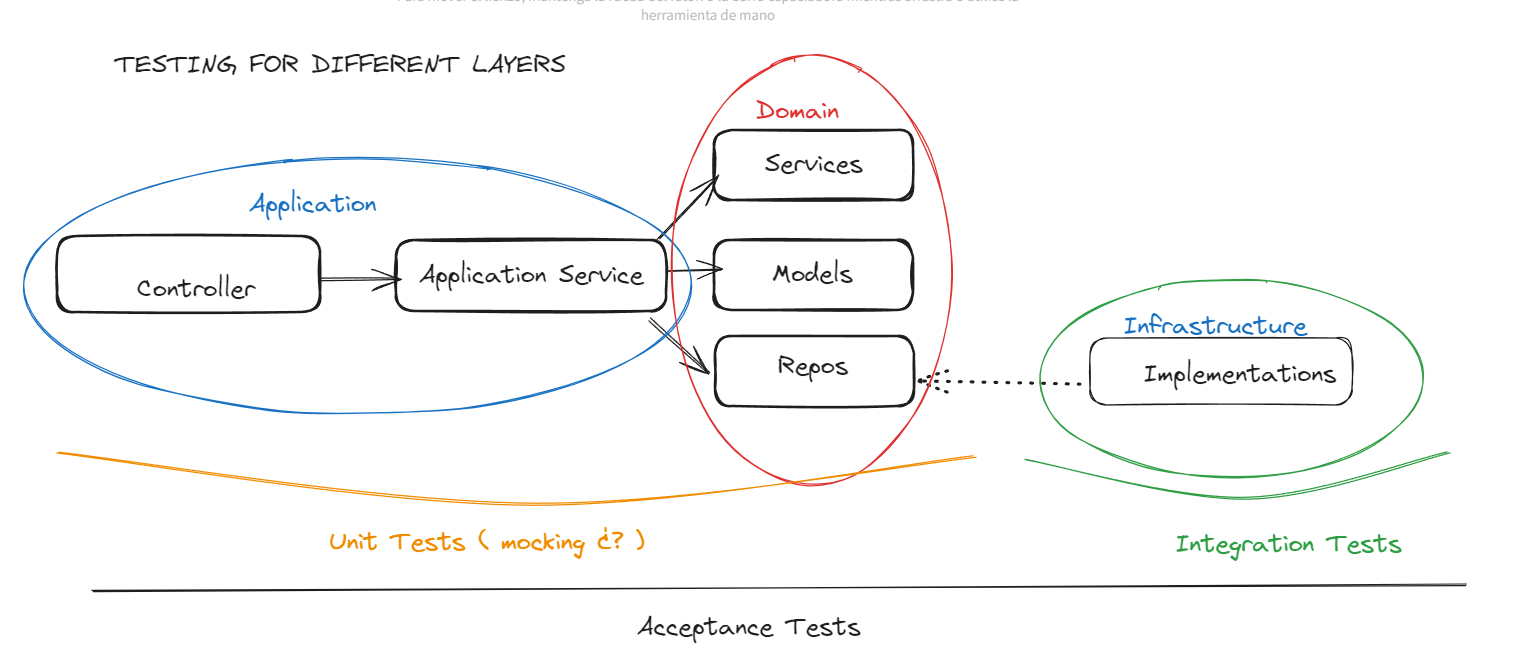 herramienta de mano
TESTING FOR DIFFERENT LAYERS
Domain
Services
Application
Controller
Application Service
Models
Repos
Infrastructure
Implementations
Unit Tests ( mocking ¿? )
Integration Tests
Acceptance Tests